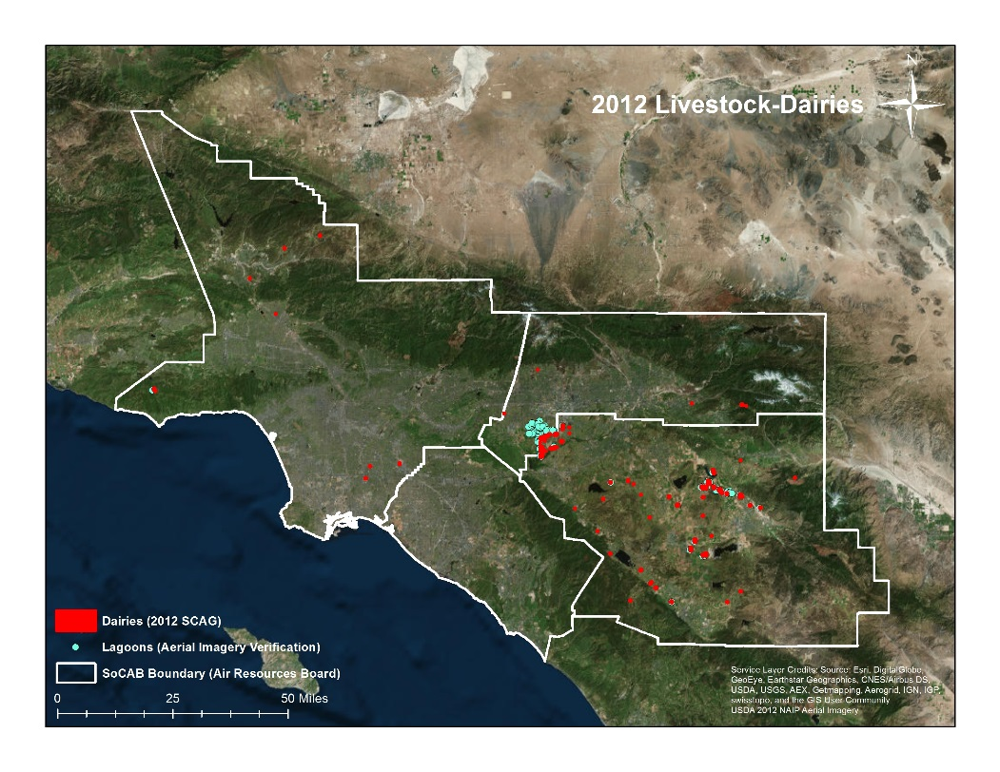 N
2012 Livestock-Dairies
Dairies (2012 SCAG)
Lagoons (Aerial Imagery Verification)
SoCAB Boundary (Air Resources Board)
0 25 50 Miles
Service Layer Credits: Source: Esri, DigitalGlobe,
GeoEye, Earthstar Geographics, CNES/Airbus DS,
USDA, USGS, AEX, Getmapping, Aerogrid, IGN, IGP,
swisstopo, and the GIS User Community
USDA 2012 NAIP Aerial Imagery